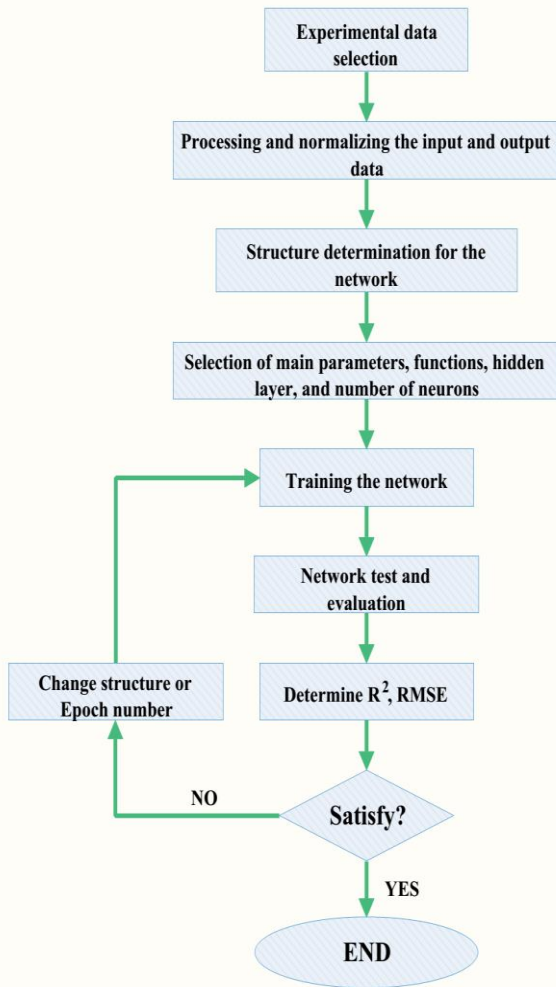 Experimental data
selection
Processing and normalizing the input and output
data
Structure determination for the
network
Selection of main parameters, functions, hidden
layer, and number of neurons
Training the network
Network test and
evaluation
Change structure or
Epoch number
Determine R², RMSE
NO
Satisfy?
YES
END